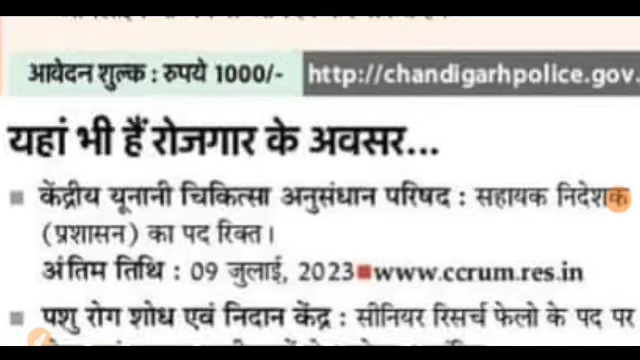 आवेदन शुल्क : रुपये 1000/- http://chandigarhpolice.gov.
यहां भी हैं रोजगार के अवसर...
केंद्रीय यूनानी चिकित्सा अनुसंधान परिषद : सहायक निदेशक
(प्रशासन) का पद रिक्त।
अंतिम तिथि : 09 जुलाई, 2023 ■ www.ccrum.res.in
पशु रोग शोध एवं निदान केंद्र : सीनियर रिसर्च फेलो के पद पर